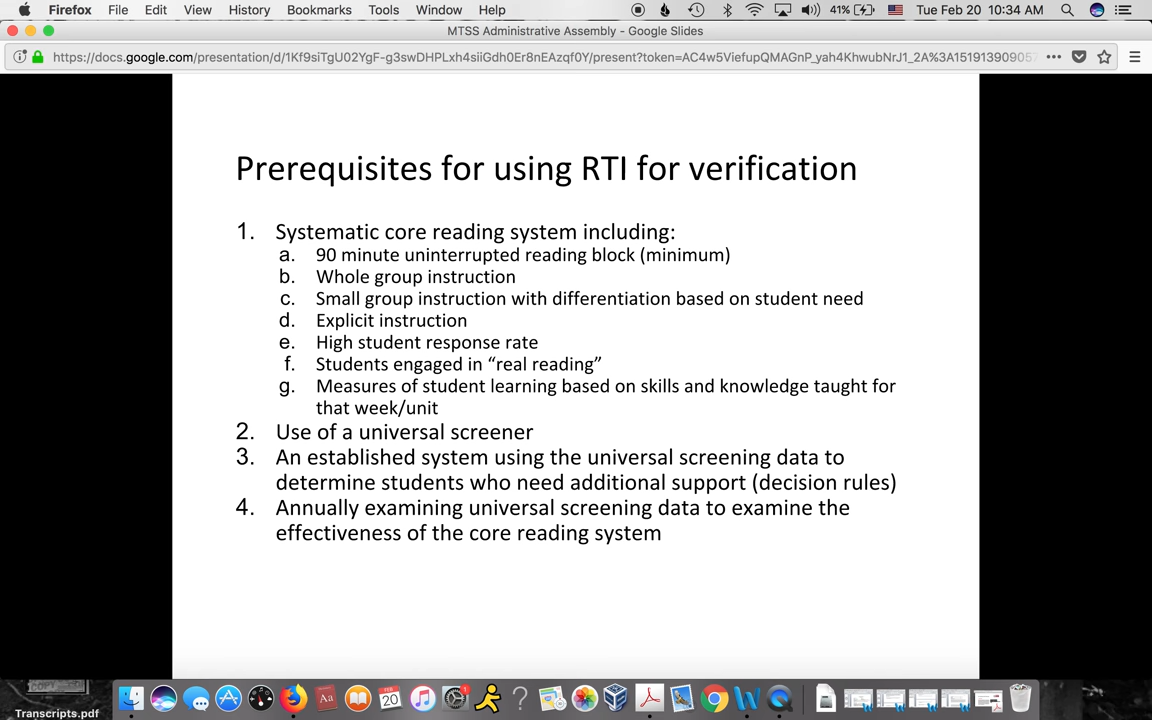 Firefox File Edit View History Bookmarks Tools Window Help 41% Tue Feb 20 10:34 AM
MTSS Administrative Assembly - Google Slides
https://docs.google.com/presentation/d/1Kf9siTgU02YgF-g3swDHPLxh4siiGdh0Er8nEAzqf0Y/present?token=AC4w5ViefupQMAGnP_yah4KhwubNrJ1_2A%3A1519139090
Prerequisites for using RTI for verification
1. Systematic core reading system including:
a. 90 minute uninterrupted reading block (minimum)
b. Whole group instruction
c. Small group instruction with differentiation based on student need
d. Explicit instruction
e. High student response rate
f. Students engaged in “real reading”
g. Measures of student learning based on skills and knowledge taught for
that week/unit
2. Use of a universal screener
3. An established system using the universal screening data to
determine students who need additional support (decision rules)
4. Annually examining universal screening data to examine the
effectiveness of the core reading system
Aa
20
Transcripts.pdf